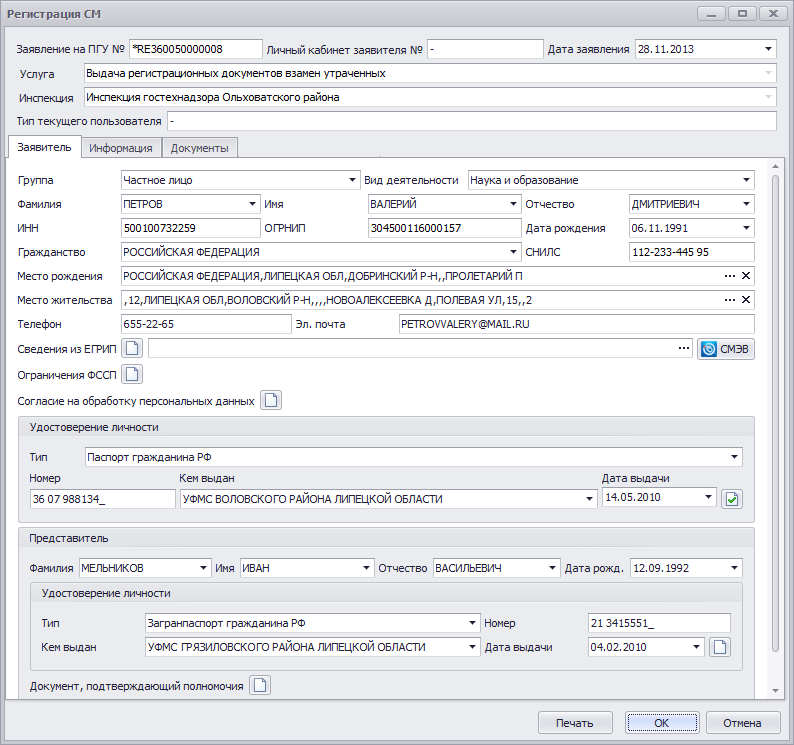 Регистрация СМ
Заявление на ПГУ № *RE360050000008 Личный кабинет заявителя № - Дата заявления 28.11.2013
Услуга Выдача регистрационных документов взамен утраченных
Инспекция Инспекция гостехнадзора Ольховатского района
Тип текущего пользователя -
Заявитель Информация Документы
Группа Частное лицо Вид деятельности Наука и образование
Фамилия ПЕТРОВ Имя ВАЛЕРИЙ Отчество ДМИТРИЕВИЧ
ИНН 500100732259 ОГРНИП 304500116000157 Дата рождения 06.11.1991
Гражданство РОССИЙСКАЯ ФЕДЕРАЦИЯ СНИЛС 112-233-445 95
Место рождения РОССИЙСКАЯ ФЕДЕРАЦИЯ,ЛИПЕЦКАЯ ОБЛ,ДОБРИНСКИЙ Р-Н,,ПРОЛЕТАРИЙ П ...
Место жительства ,12,ЛИПЕЦКАЯ ОБЛ,ВОЛОВСКИЙ Р-Н,,,,НОВОАЛЕКСЕЕВКА Д,ПОЛЕВАЯ УЛ,15,,2 ...
Телефон 655-22-65 Эл. почта PETROVVALERY@MAIL.RU
Сведения из ЕГРИП ... СМЭВ
Ограничения ФССП
Согласие на обработку персональных данных
Удостоверение личности
Тип Паспорт гражданина РФ
Номер Кем выдан Дата выдачи
36 07 988134_ УФМС ВОЛОВСКОГО РАЙОНА ЛИПЕЦКОЙ ОБЛАСТИ 14.05.2010
Представитель
Фамилия МЕЛЬНИКОВ Имя ИВАН Отчество ВАСИЛЬЕВИЧ Дата рожд. 12.09.1992
Удостоверение личности
Тип Загранпаспорт гражданина РФ Номер 21 3415551_
Кем выдан УФМС ГРЯЗИЛОВСКОГО РАЙОНА ЛИПЕЦКОЙ ОБЛАСТИ Дата выдачи 04.02.2010
Документ, подтверждающий полномочия
Печать ОК Отмена